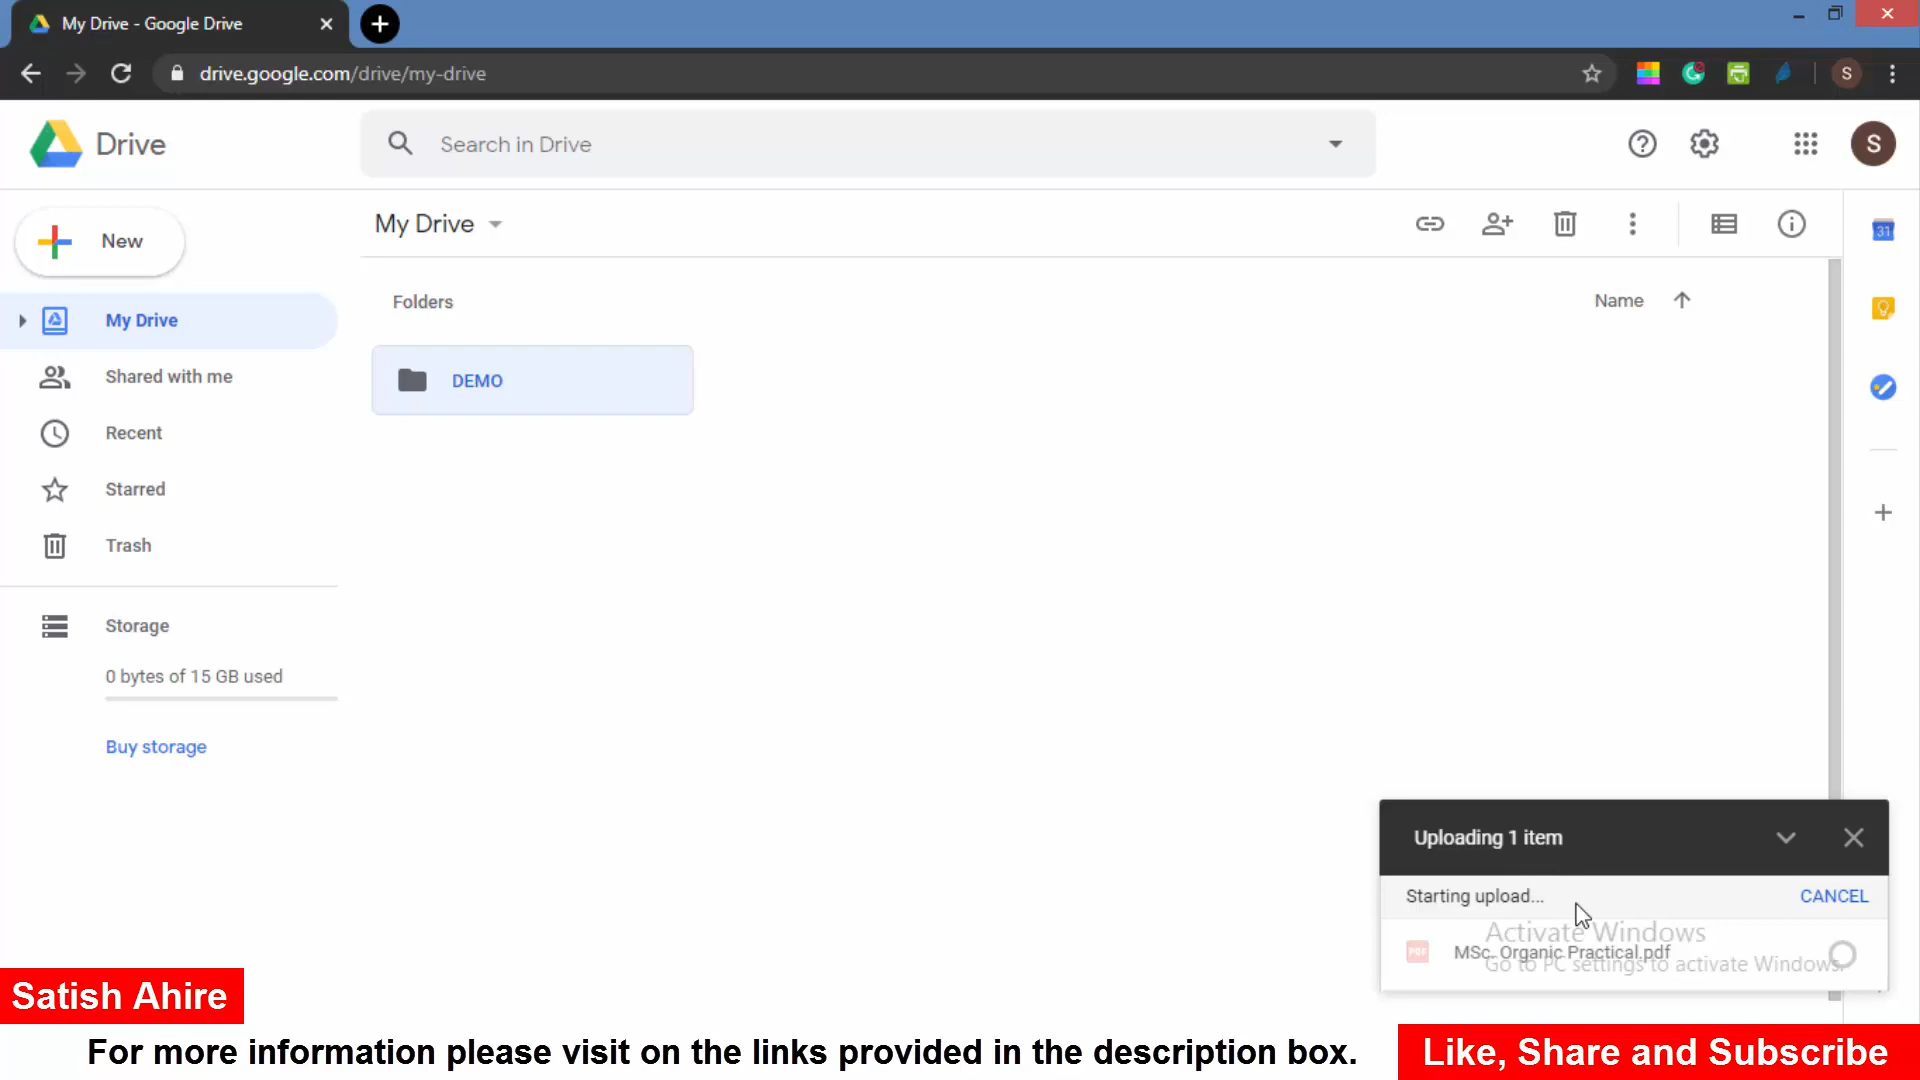 My Drive - Google Drive
drive.google.com/drive/my-drive
S
Drive
Search in Drive
S
New
My Drive
31
My Drive
Shared with me
Recent
Starred
Trash
Storage
0 bytes of 15 GB used
Buy storage
Folders
Name
DEMO
Uploading 1 item
Starting upload...
CANCEL
PDF
MSc. Organic Practical.pdf
Activate Windows
Go to PC settings to activate Windows.
Satish Ahire
For more information please visit on the links provided in the description box.
Like, Share and Subscribe